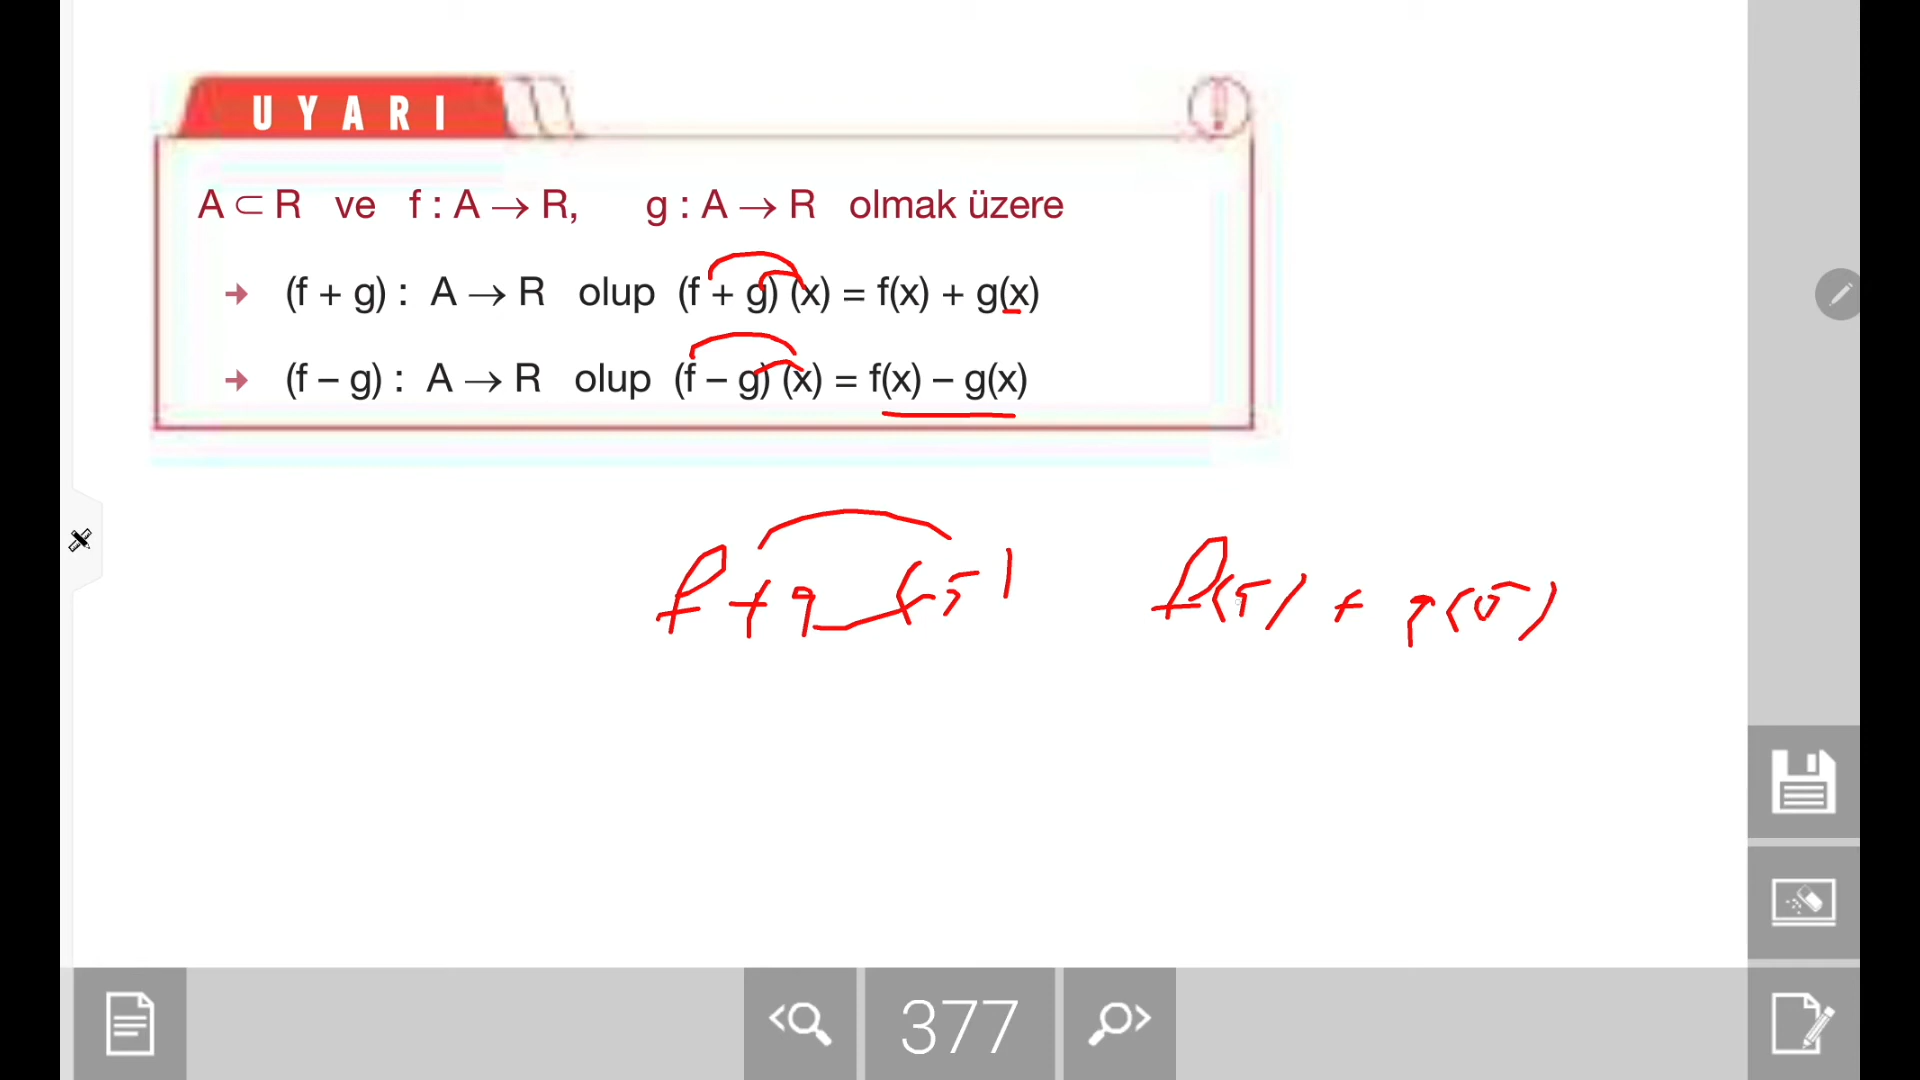 UYARI
A ⊂ R ve f : A → R, g : A → R olmak üzere
→ (f + g) : A → R olup (f + g) (x) = f(x) + g(x)
→ (f – g) : A → R olup (f – g) (x) = f(x) – g(x)
f + g (5) f(5) + g(5)
377